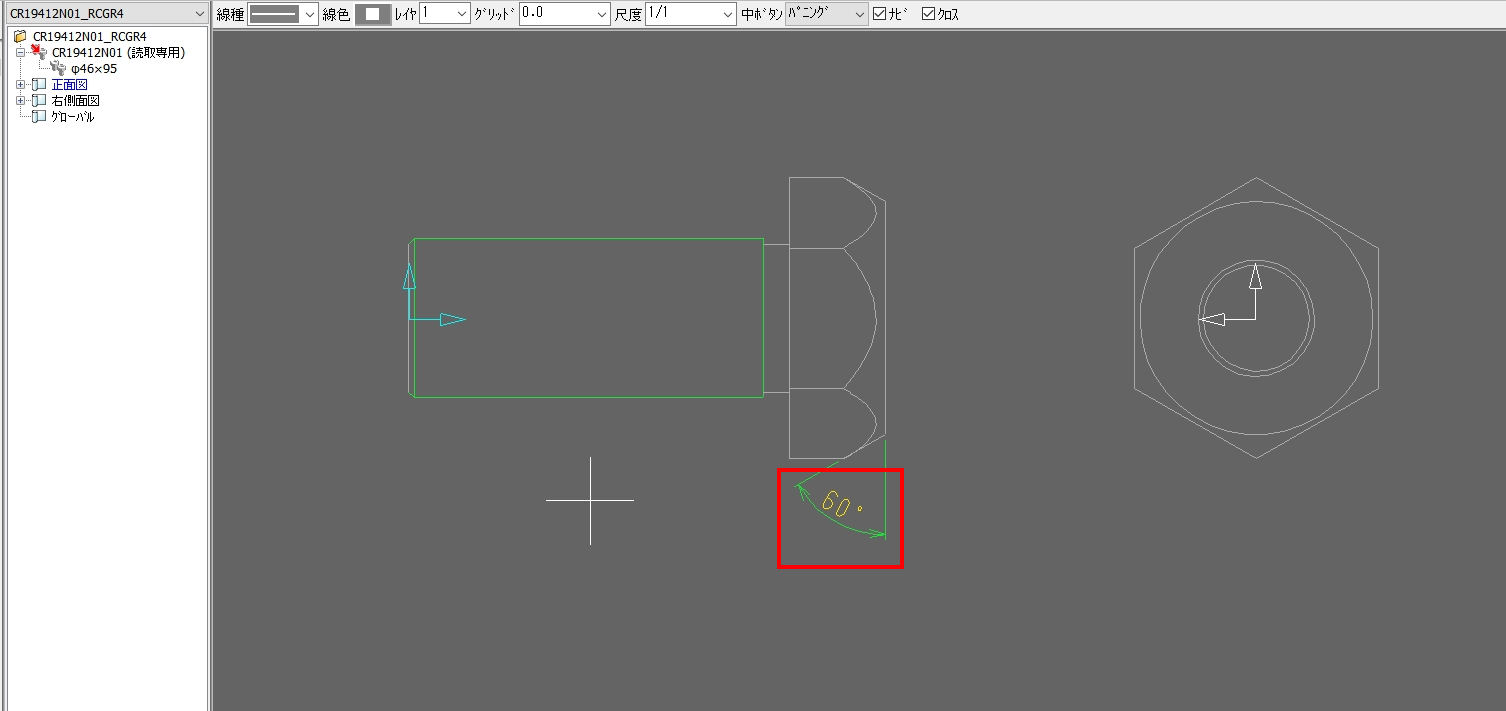 CR19412N01_RCGR4
線種
線色
ﾚｲﾔ 1
ｸﾞﾘｯﾄﾞ 0.0
尺度 1/1
中ﾎﾞﾀﾝ ﾊﾟﾆﾝｸﾞ
ﾅﾋﾞ
ｸﾛｽ
CR19412N01_RCGR4
CR19412N01 (読取専用)
φ46×95
正面図
右側面図
ｸﾞﾛｰﾊﾞﾙ
60°